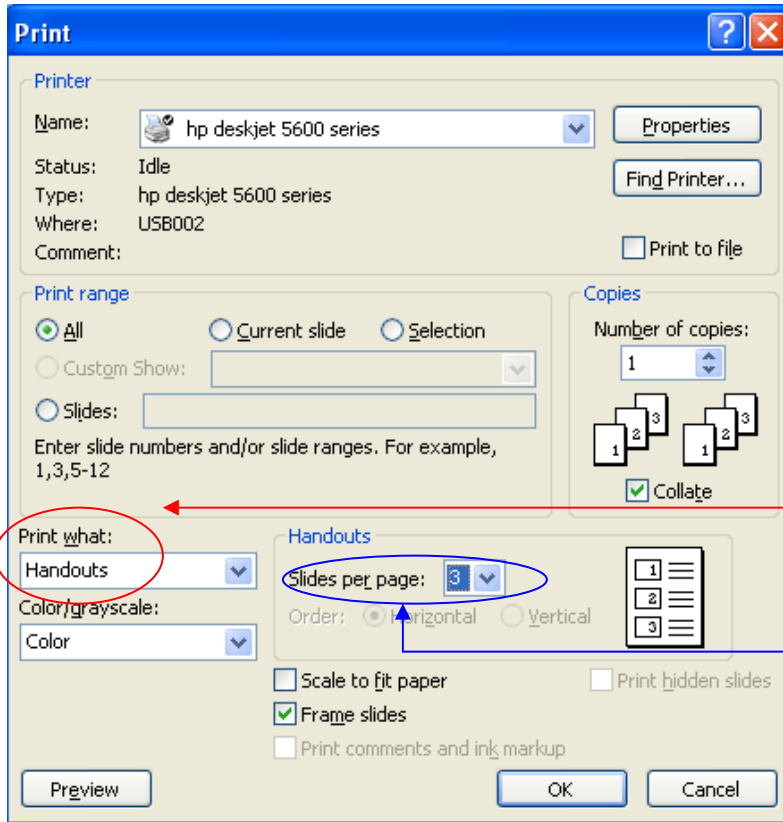 Print
Printer
Name:
hp deskjet 5600 series
Properties
Status:
Idle
Find Printer...
Type:
hp deskjet 5600 series
Where:
USB002
Comment:
Print to file
Print range
All
Current slide
Selection
Custom Show:
Slides:
Enter slide numbers and/or slide ranges. For example,
1,3,5-12
Copies
Number of copies:
1
1 2 3
1 2 3
Collate
Print what:
Handouts
Color/grayscale:
Color
Handouts
Slides per page:
3
Order:
Horizontal
Vertical
1
2
3
Scale to fit paper
Print hidden slides
Frame slides
Print comments and ink markup
Preview
OK
Cancel